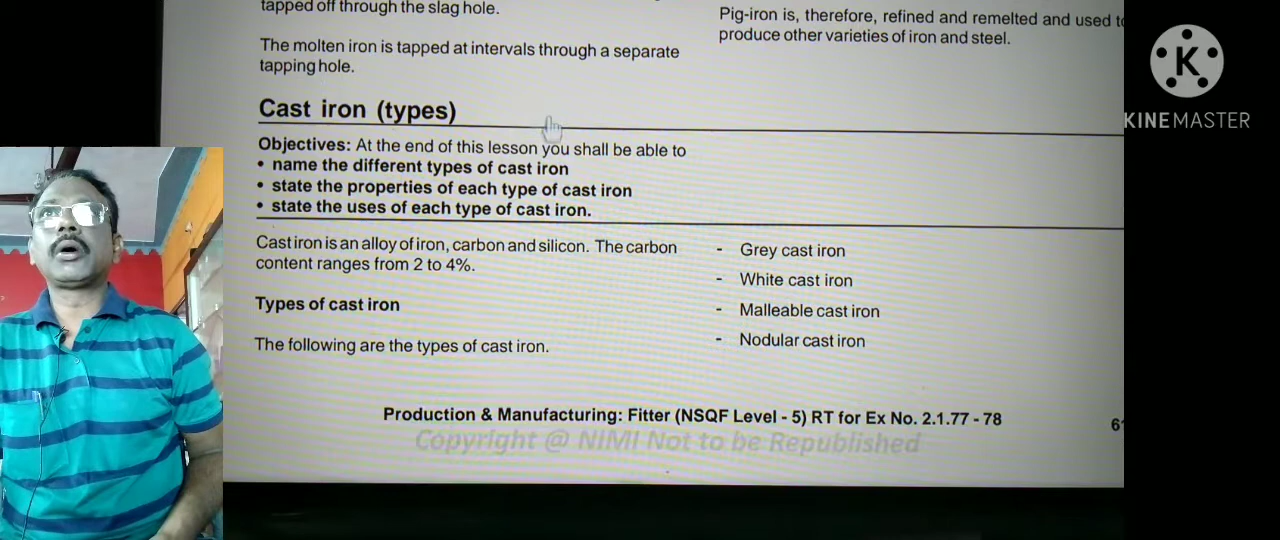 tapped off through the slag hole.
The molten iron is tapped at intervals through a separate
tapping hole.
Pig-iron is, therefore, refined and remelted and used
produce other varieties of iron and steel.
K
KINEMASTER
Cast iron (types)
Objectives: At the end of this lesson you shall be able to
• name the different types of cast iron
• state the properties of each type of cast iron
• state the uses of each type of cast iron.
Cast iron is an alloy of iron, carbon and silicon. The carbon
content ranges from 2 to 4%.
Types of cast iron
The following are the types of cast iron.
- Grey cast iron
- White cast iron
- Malleable cast iron
- Nodular cast iron
Production & Manufacturing: Fitter (NSQF Level - 5) RT for Ex No. 2.1.77 - 78
Copyright @ NIMI Not to be Republished